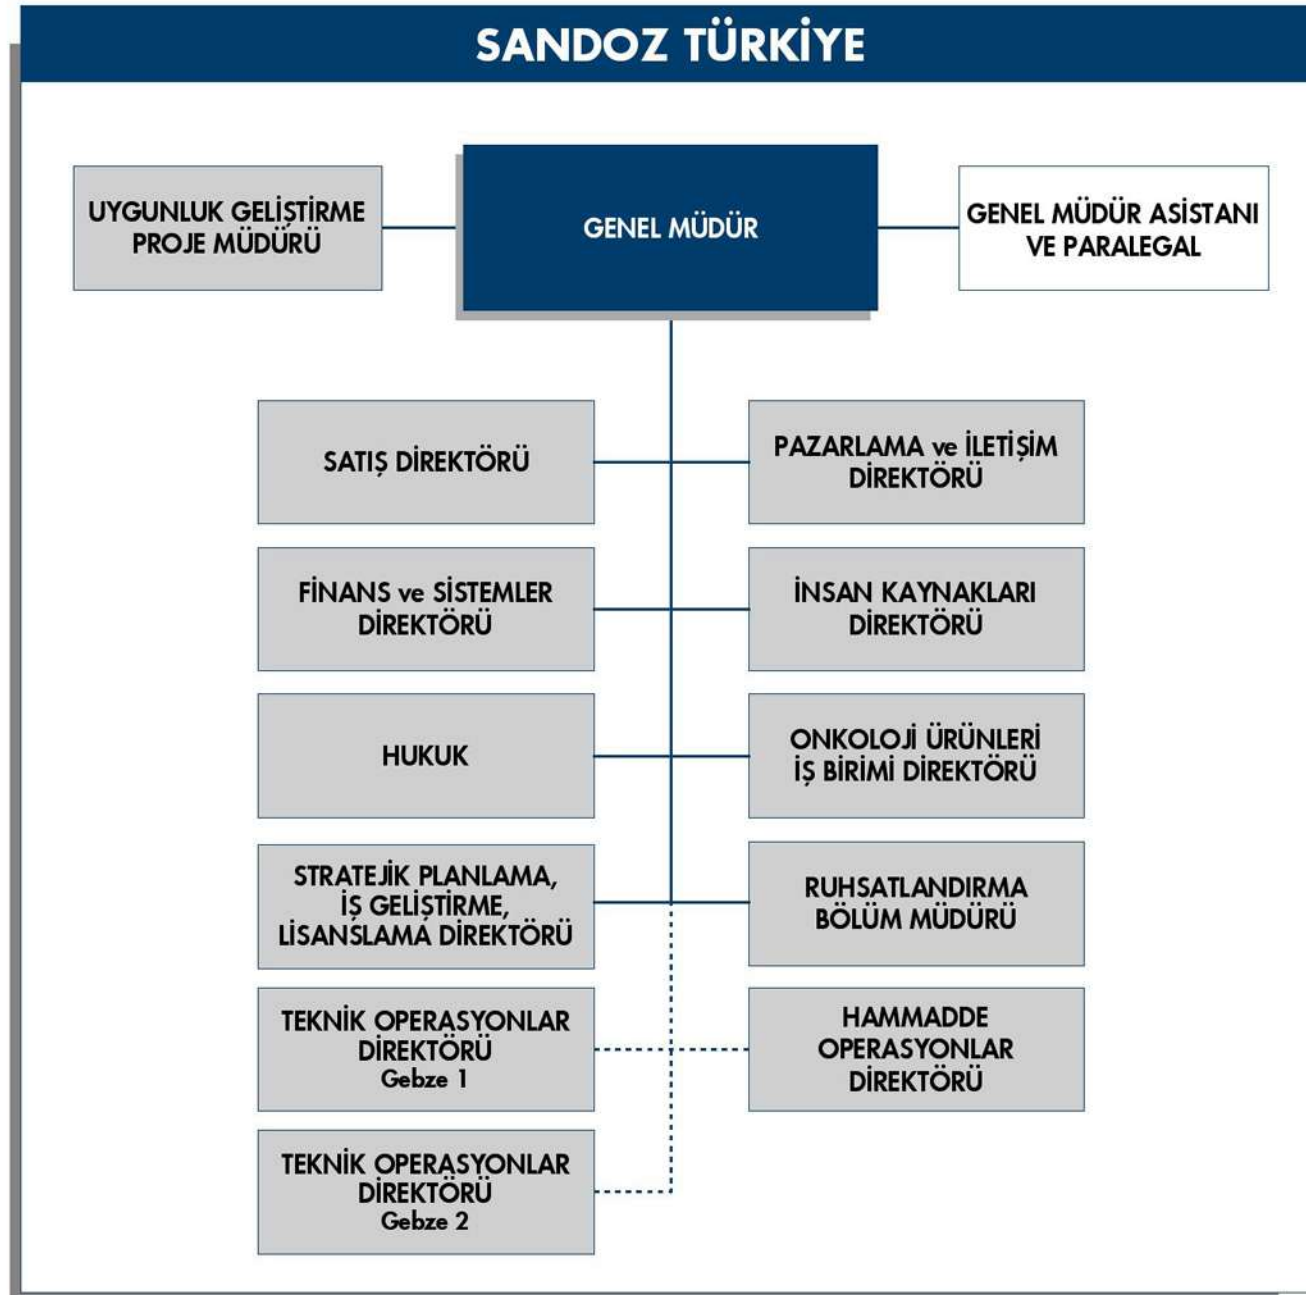 SANDOZ TÜRKİYE
UYGUNLUK GELİŞTİRME
PROJE MÜDÜRÜ
GENEL MÜDÜR
GENEL MÜDÜR ASİSTANI
VE PARALEGAL
SATIŞ DİREKTÖRÜ
PAZARLAMA ve İLETİŞİM
DİREKTÖRÜ
FİNANS ve SİSTEMLER
DİREKTÖRÜ
İNSAN KAYNAKLARI
DİREKTÖRÜ
HUKUK
ONKOLOJİ ÜRÜNLERİ
İŞ BİRİMİ DİREKTÖRÜ
STRATEJİK PLANLAMA,
İŞ GELİŞTİRME,
LİSANSLAMA DİREKTÖRÜ
RUHSATLANDIRMA
BÖLÜM MÜDÜRÜ
TEKNİK OPERASYONLAR
DİREKTÖRÜ
Gebze 1
HAMMADDE
OPERASYONLAR
DİREKTÖRÜ
TEKNİK OPERASYONLAR
DİREKTÖRÜ
Gebze 2